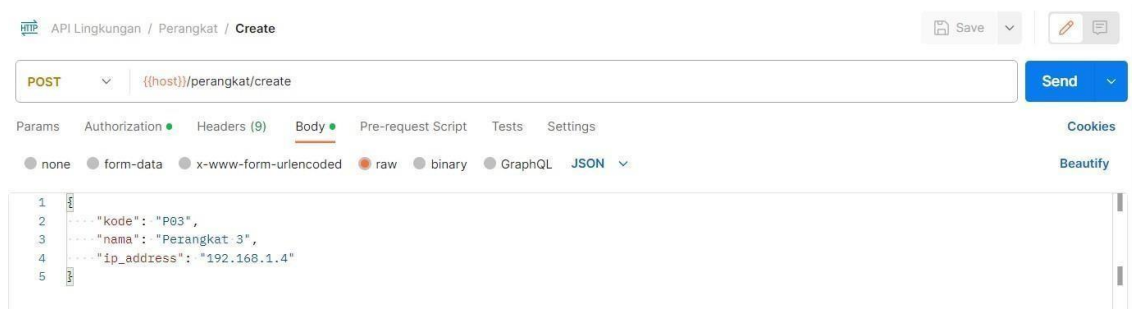 HTTP API Lingkungan / Perangkat / Create Save
POST {{host}}/perangkat/create Send
Params Authorization Headers (9) Body Pre-request Script Tests Settings Cookies
none form-data x-www-form-urlencoded raw binary GraphQL JSON Beautify
1 {
2 "kode": "P03",
3 "nama": "Perangkat 3",
4 "ip_address": "192.168.1.4"
5 }